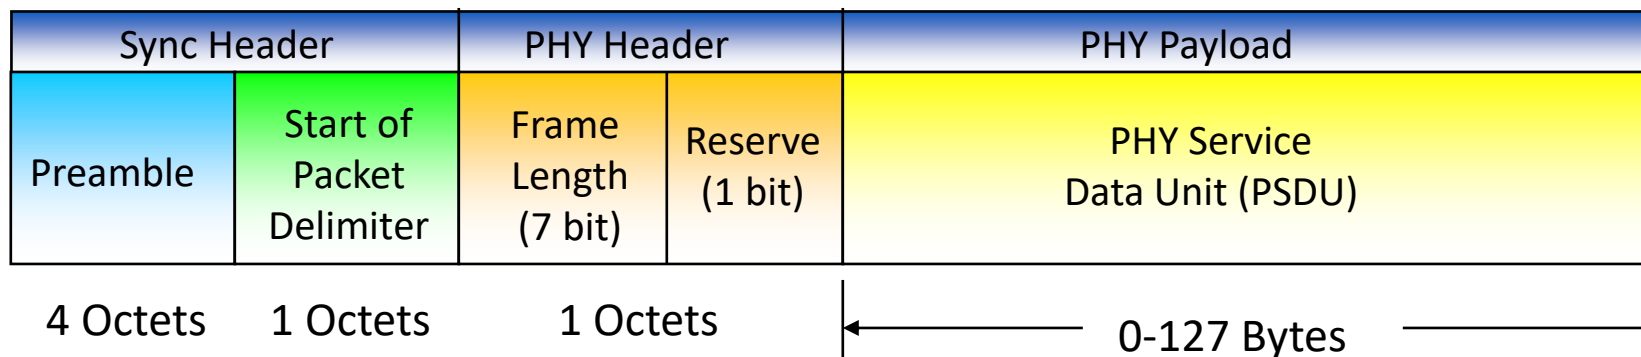 Sync Header
PHY Header
PHY Payload
Preamble
Start of
Packet
Delimiter
Frame
Length
(7 bit)
Reserve
(1 bit)
PHY Service
Data Unit (PSDU)
4 Octets
1 Octets
1 Octets
0-127 Bytes